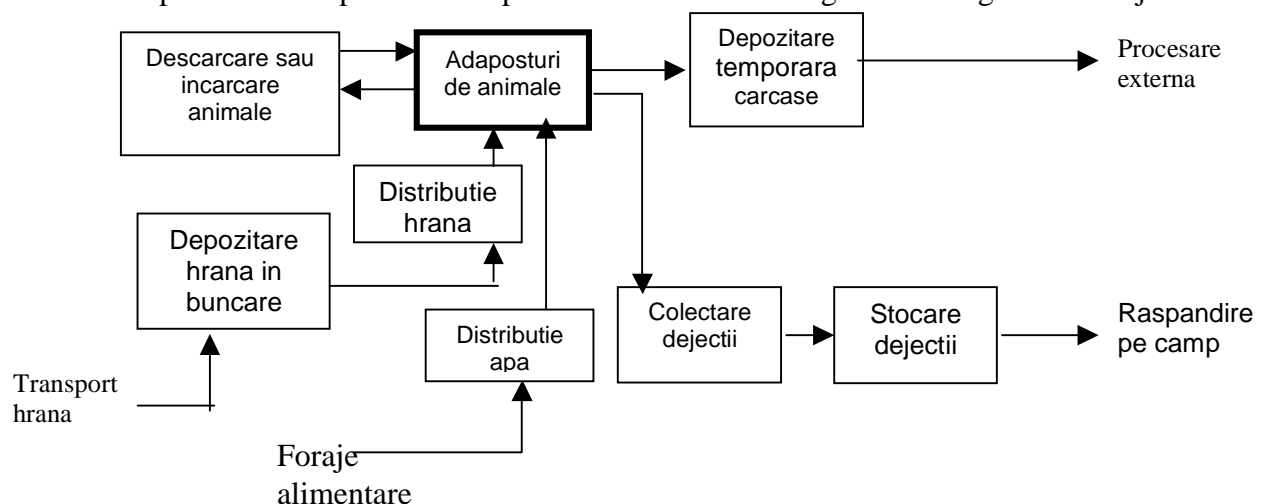 Descarcare sau
incarcare
animale
Adaposturi
de animale
Depozitare
temporara
carcase
Procesare
externa
Distributie
hrana
Depozitare
hrana in
buncare
Distributie
apa
Colectare
dejectii
Stocare
dejectii
Raspandire
pe camp
Transport
hrana
Foraje
alimentare